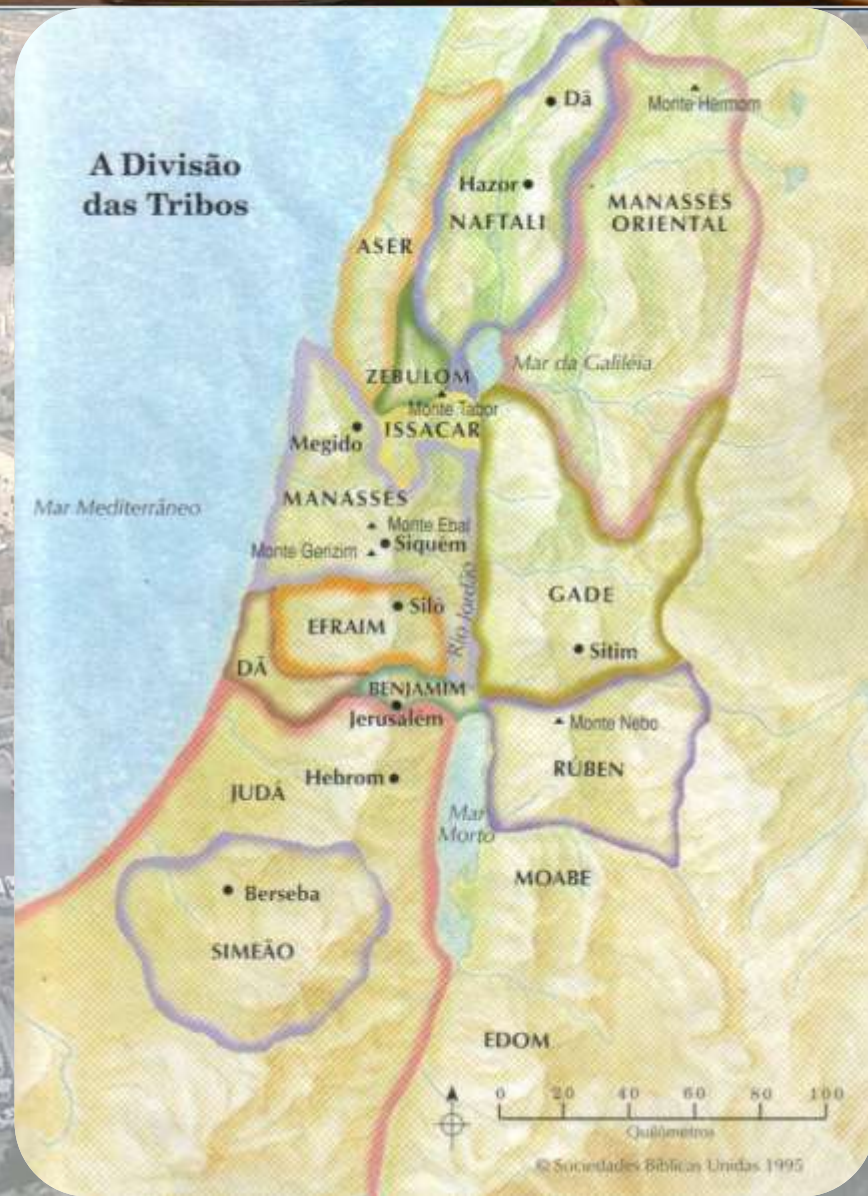 A Divisão
das Tribos
Dã
Monte Hermom
Hazor
NAFTALI
MANASSÉS
ORIENTAL
ASER
Mar da Galiléia
ZEBULOM
Monte Tabor
ISSACAR
Megido
Mar Mediterrâneo
MANASSÉS
Monte Ebal
Monte Gerizim
Siquém
Rio Jordão
GADE
Silô
EFRAIM
Sitim
DÃ
BENJAMIM
Jerusalém
Monte Nebo
RÚBEN
JUDÁ
Hebrom
Mar
Morto
MOABE
Berseba
SIMEÃO
EDOM
0 20 40 60 80 100
Quilômetros
© Sociedades Bíblicas Unidas 1995